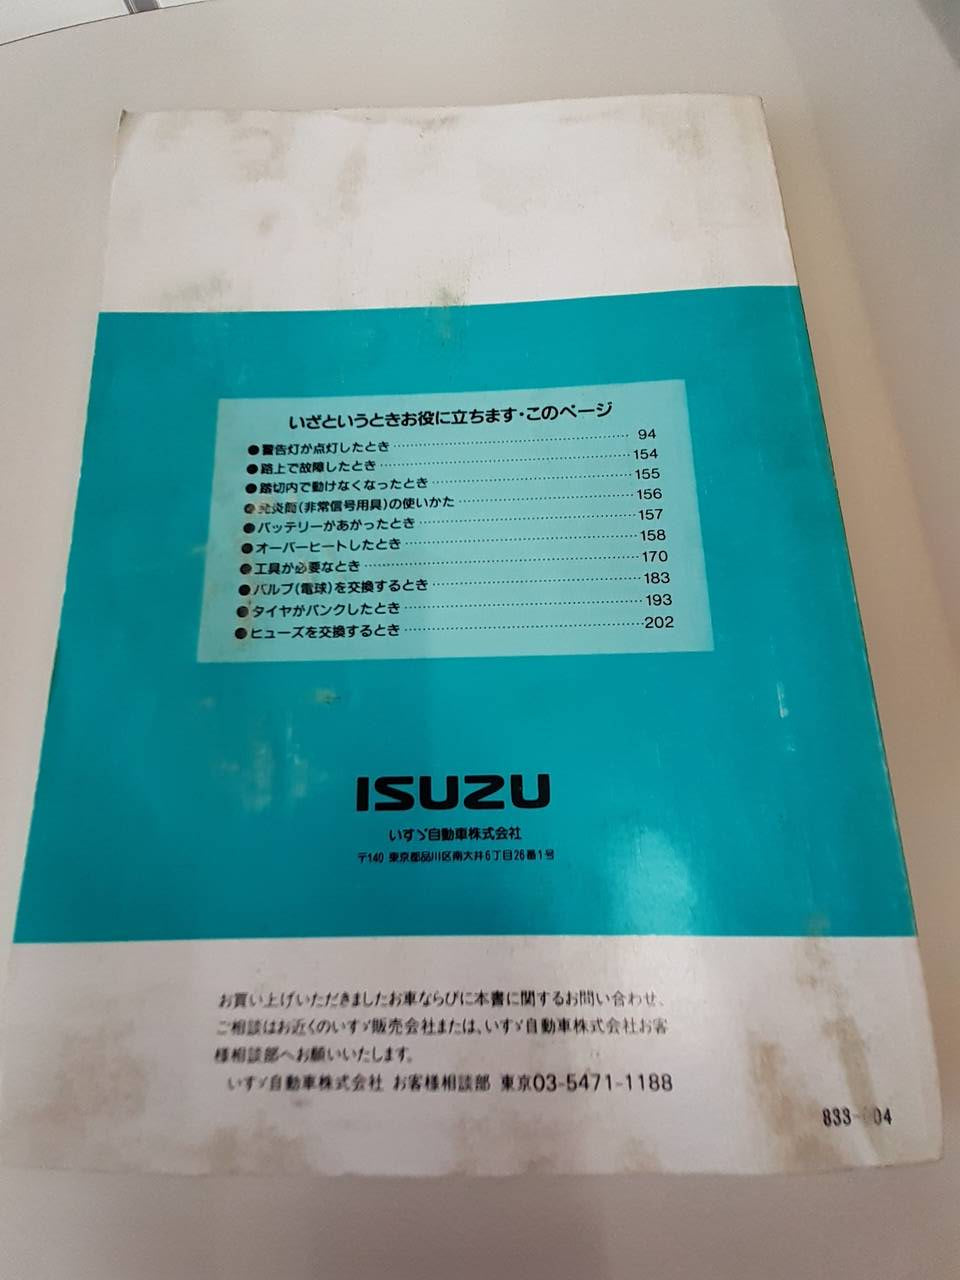 いざというときお役に立ちます・このページ
●警告灯が点灯したとき 94
●路上で故障したとき 154
●踏切内で動けなくなったとき 155
●発炎筒(非常信号用具)の使いかた 156
●バッテリーがあがったとき 157
●オーバーヒートしたとき 158
●工具が必要なとき 170
●バルブ(電球)を交換するとき 183
●タイヤがパンクしたとき 193
●ヒューズを交換するとき 202
ISUZU
いすゞ自動車株式会社
〒140 東京都品川区南大井6丁目26番1号
お買い上げいただきましたお車ならびに本書に関するお問い合わせ、
ご相談はお近くのいすゞ販売会社または、いすゞ自動車株式会社お客
様相談部へお願いいたします。
いすゞ自動車株式会社 お客様相談部 東京03-5471-1188